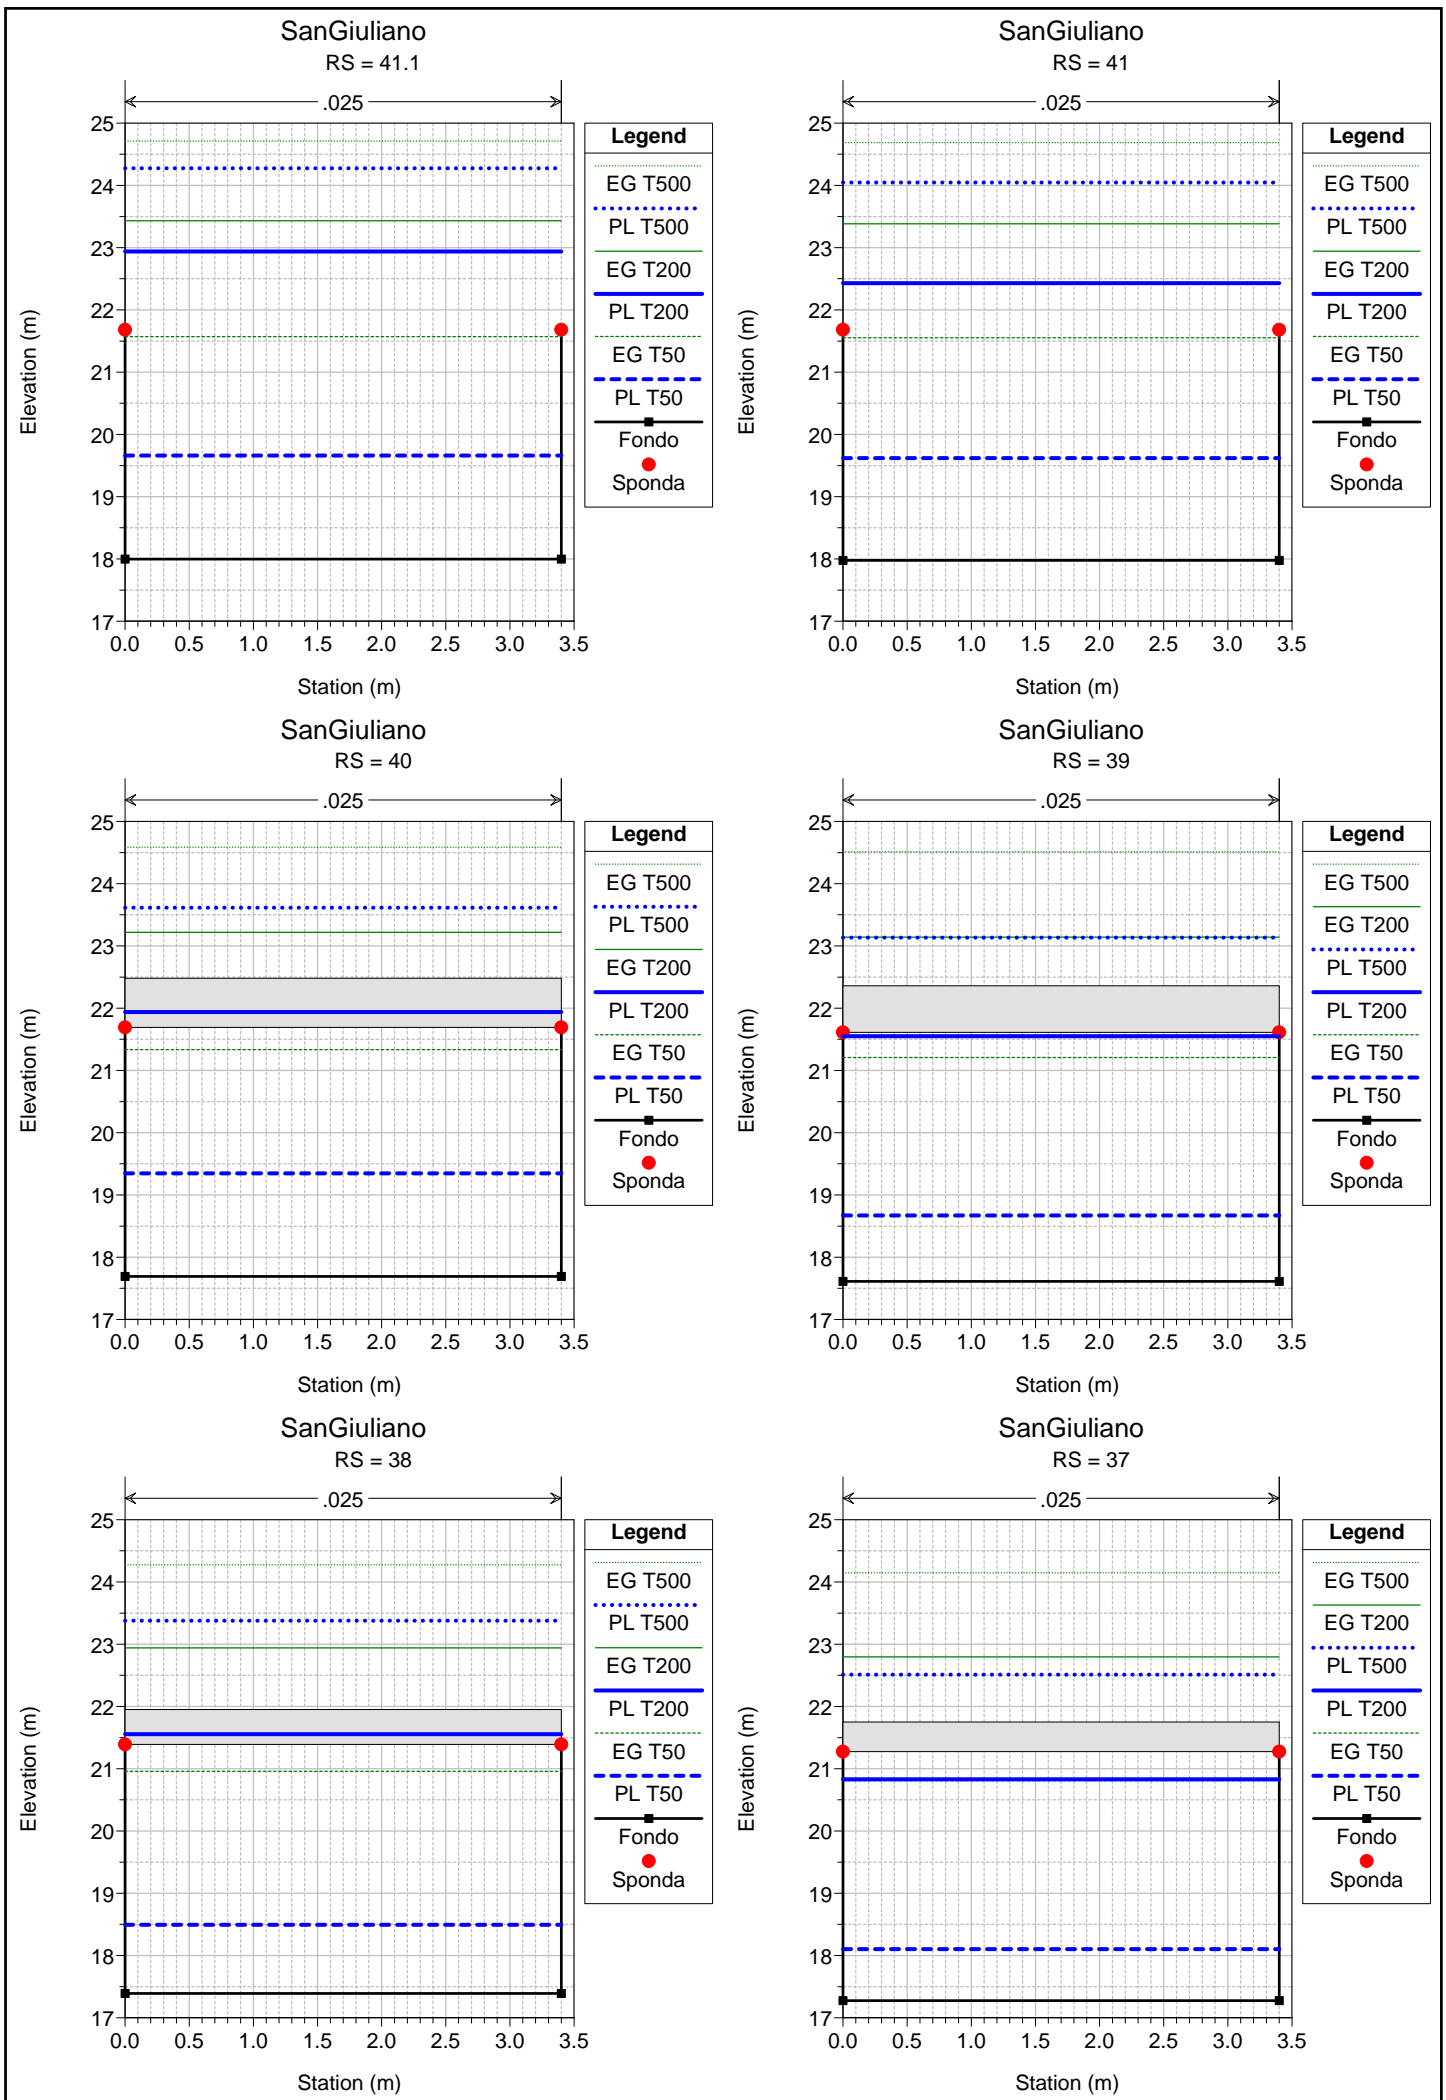 SanGiuliano
RS = 41.1
.025
25
24
23
22
21
20
19
18
17
Elevation (m)
0.0 0.5 1.0 1.5 2.0 2.5 3.0 3.5
Station (m)
Legend
EG T500
PL T500
EG T200
PL T200
EG T50
PL T50
Fondo
Sponda
SanGiuliano
RS = 41
.025
25
24
23
22
21
20
19
18
17
Elevation (m)
0.0 0.5 1.0 1.5 2.0 2.5 3.0 3.5
Station (m)
Legend
EG T500
PL T500
EG T200
PL T200
EG T50
PL T50
Fondo
Sponda
SanGiuliano
RS = 40
.025
25
24
23
22
21
20
19
18
17
Elevation (m)
0.0 0.5 1.0 1.5 2.0 2.5 3.0 3.5
Station (m)
Legend
EG T500
PL T500
EG T200
PL T200
EG T50
PL T50
Fondo
Sponda
SanGiuliano
RS = 39
.025
25
24
23
22
21
20
19
18
17
Elevation (m)
0.0 0.5 1.0 1.5 2.0 2.5 3.0 3.5
Station (m)
Legend
EG T500
EG T200
PL T500
PL T200
EG T50
PL T50
Fondo
Sponda
SanGiuliano
RS = 38
.025
25
24
23
22
21
20
19
18
17
Elevation (m)
0.0 0.5 1.0 1.5 2.0 2.5 3.0 3.5
Station (m)
Legend
EG T500
PL T500
EG T200
PL T200
EG T50
PL T50
Fondo
Sponda
SanGiuliano
RS = 37
.025
25
24
23
22
21
20
19
18
17
Elevation (m)
0.0 0.5 1.0 1.5 2.0 2.5 3.0 3.5
Station (m)
Legend
EG T500
EG T200
PL T500
PL T200
EG T50
PL T50
Fondo
Sponda